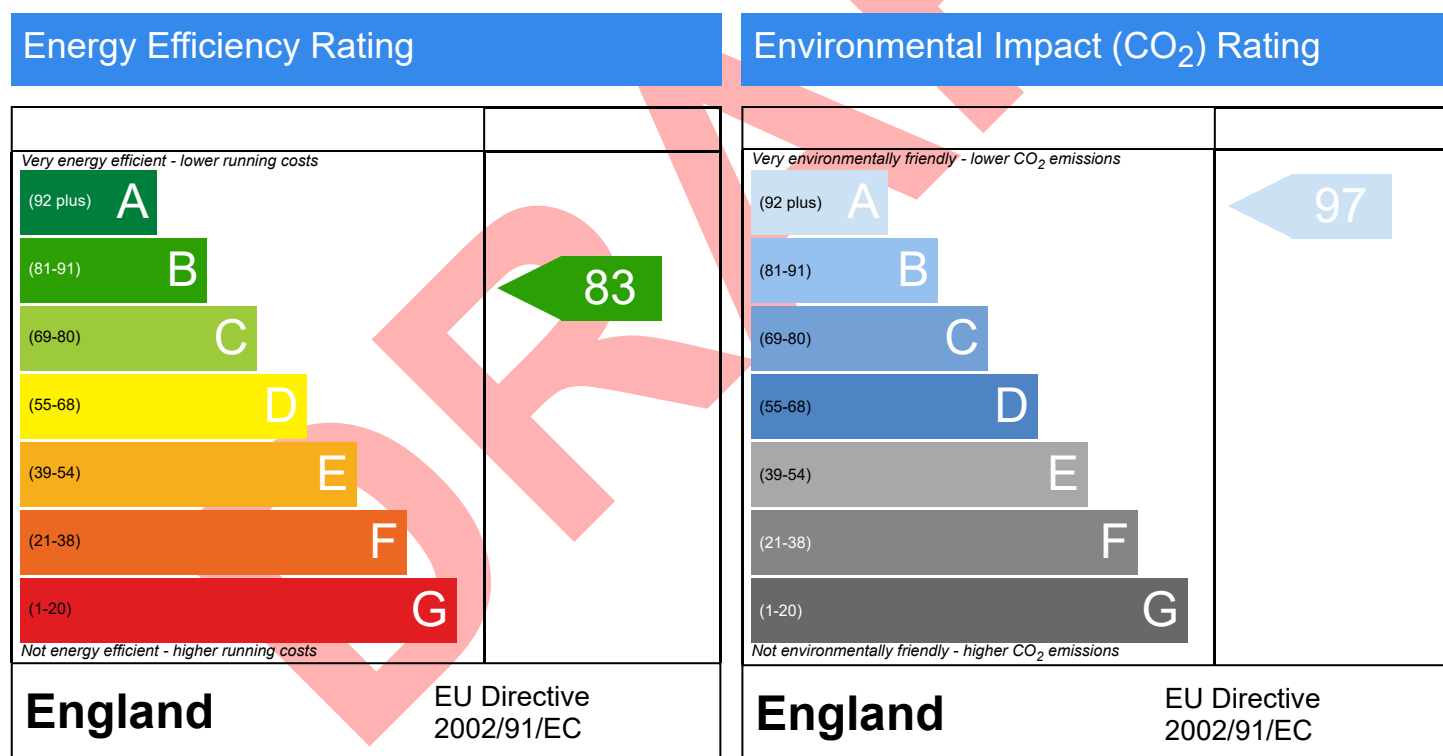 Energy Efficiency Rating
Very energy efficient - lower running costs
(92 plus) A
(81-91) B
(69-80) C
(55-68) D
(39-54) E
(21-38) F
(1-20) G
83
Not energy efficient - higher running costs
England
EU Directive
2002/91/EC
Environmental Impact (CO2) Rating
Very environmentally friendly - lower CO2 emissions
(92 plus) A
(81-91) B
(69-80) C
(55-68) D
(39-54) E
(21-38) F
(1-20) G
97
Not environmentally friendly - higher CO2 emissions
England
EU Directive
2002/91/EC